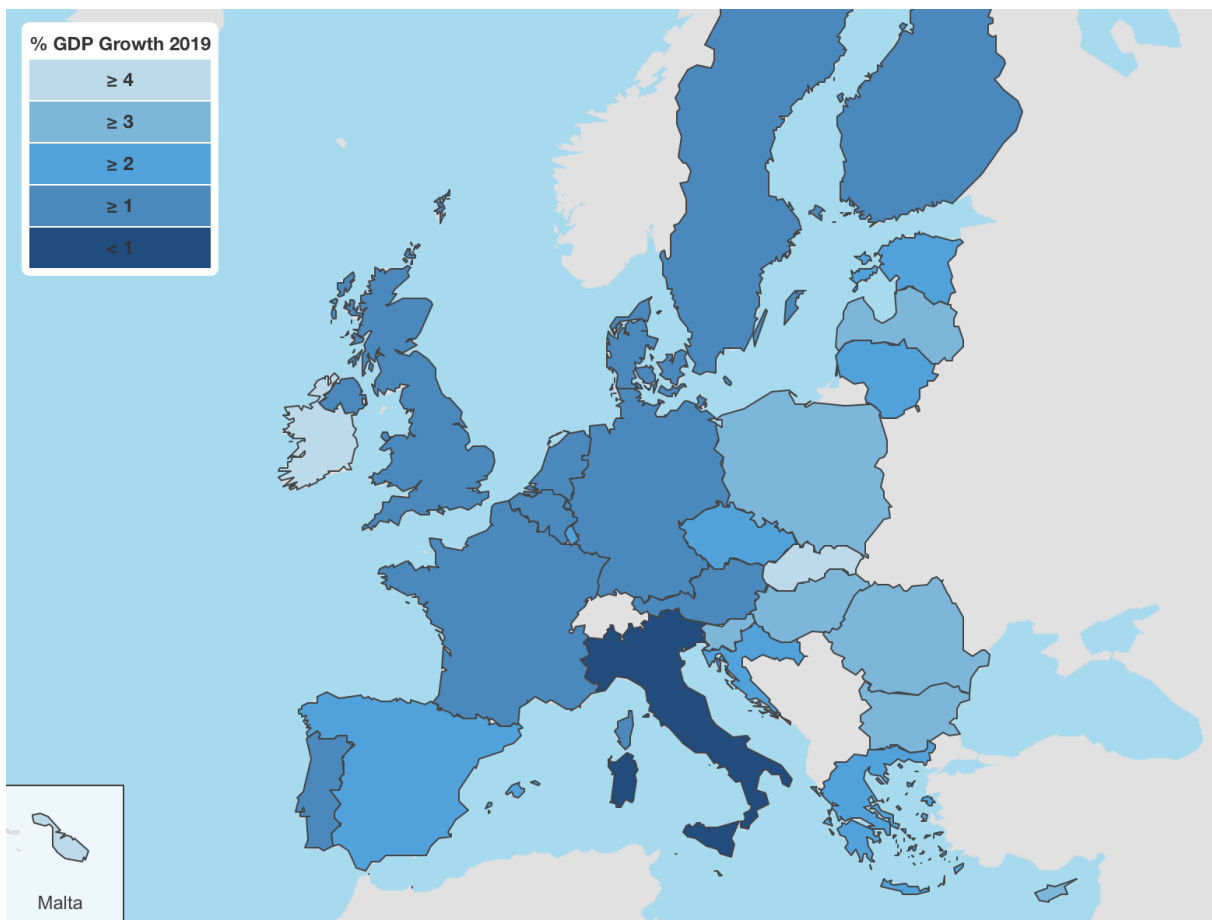 % GDP Growth 2019
≥ 4
≥ 3
≥ 2
≥ 1
< 1
Malta